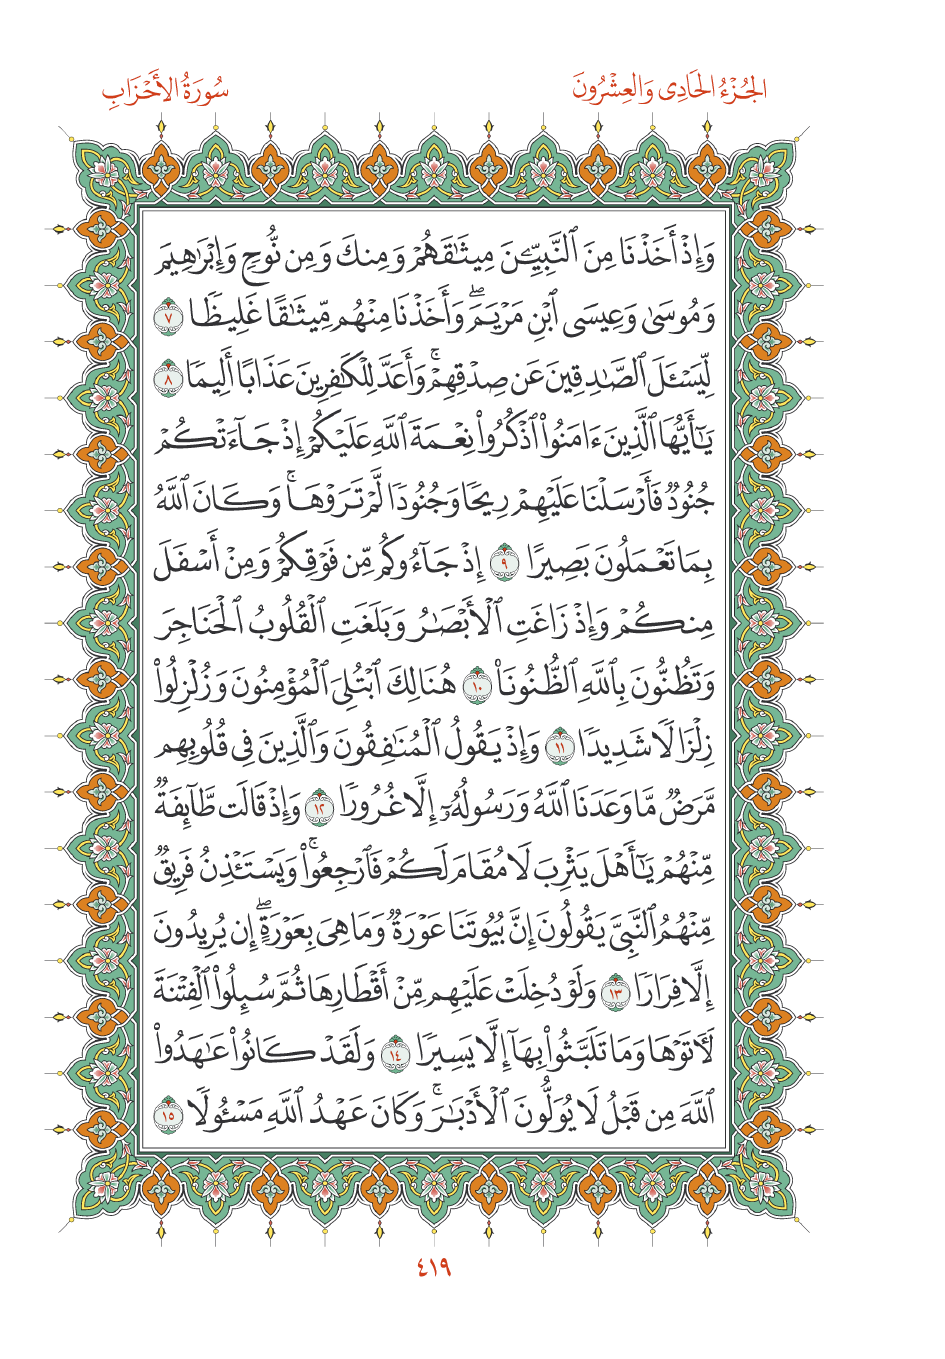 الجُزْءُ الحَادِى وَالعِشْرُونَ
سُورَةُ الأَحْزَابِ
وَإِذْ أَخَذْنَا مِنَ ٱلنَّبِيِّـۧنَ مِيثَٰقَهُمْ وَمِنكَ وَمِن نُّوحٍ وَإِبْرَٰهِيمَ
وَمُوسَىٰ وَعِيسَى ٱبْنِ مَرْيَمَۖ وَأَخَذْنَا مِنْهُم مِّيثَٰقًا غَلِيظًا ٧
لِّيَسْـَٔلَ ٱلصَّٰدِقِينَ عَن صِدْقِهِمْۚ وَأَعَدَّ لِلْكَٰفِرِينَ عَذَابًا أَلِيمًا ٨
يَٰٓأَيُّهَا ٱلَّذِينَ ءَامَنُوا۟ ٱذْكُرُوا۟ نِعْمَةَ ٱللَّهِ عَلَيْكُمْ إِذْ جَآءَتْكُمْ
جُنُودٌ فَأَرْسَلْنَا عَلَيْهِمْ رِيحًا وَجُنُودًا لَّمْ تَرَوْهَاۚ وَكَانَ ٱللَّهُ
بِمَا تَعْمَلُونَ بَصِيرًا ٩ إِذْ جَآءُوكُم مِّن فَوْقِكُمْ وَمِنْ أَسْفَلَ
مِنكُمْ وَإِذْ زَاغَتِ ٱلْأَبْصَٰرُ وَبَلَغَتِ ٱلْقُلُوبُ ٱلْحَنَاجِرَ
وَتَظُنُّونَ بِٱللَّهِ ٱلظُّنُونَا۠ ١٠ هُنَالِكَ ٱبْتُلِىَ ٱلْمُؤْمِنُونَ وَزُلْزِلُوا۟
زِلْزَالًا شَدِيدًا ١١ وَإِذْ يَقُولُ ٱلْمُنَٰفِقُونَ وَٱلَّذِينَ فِى قُلُوبِهِم
مَّرَضٌ مَّا وَعَدَنَا ٱللَّهُ وَرَسُولُهُۥٓ إِلَّا غُرُورًا ١٢ وَإِذْ قَالَت طَّآئِفَةٌ
مِّنْهُمْ يَٰٓأَهْلَ يَثْرِبَ لَا مُقَامَ لَكُمْ فَٱرْجِعُوا۟ۚ وَيَسْتَـْٔذِنُ فَرِيقٌ
مِّنْهُمُ ٱلنَّبِىَّ يَقُولُونَ إِنَّ بُيُوتَنَا عَوْرَةٌ وَمَا هِىَ بِعَوْرَةٍۖ إِن يُرِيدُونَ
إِلَّا فِرَارًا ١٣ وَلَوْ دُخِلَتْ عَلَيْهِم مِّنْ أَقْطَارِهَا ثُمَّ سُئِلُوا۟ ٱلْفِتْنَةَ
لَـَٔاتَوْهَا وَمَا تَلَبَّثُوا۟ بِهَآ إِلَّا يَسِيرًا ١٤ وَلَقَدْ كَانُوا۟ عَٰهَدُوا۟
ٱللَّهَ مِن قَبْلُ لَا يُوَلُّونَ ٱلْأَدْبَٰرَۚ وَكَانَ عَهْدُ ٱللَّهِ مَسْـُٔولًا ١٥
٤١٩